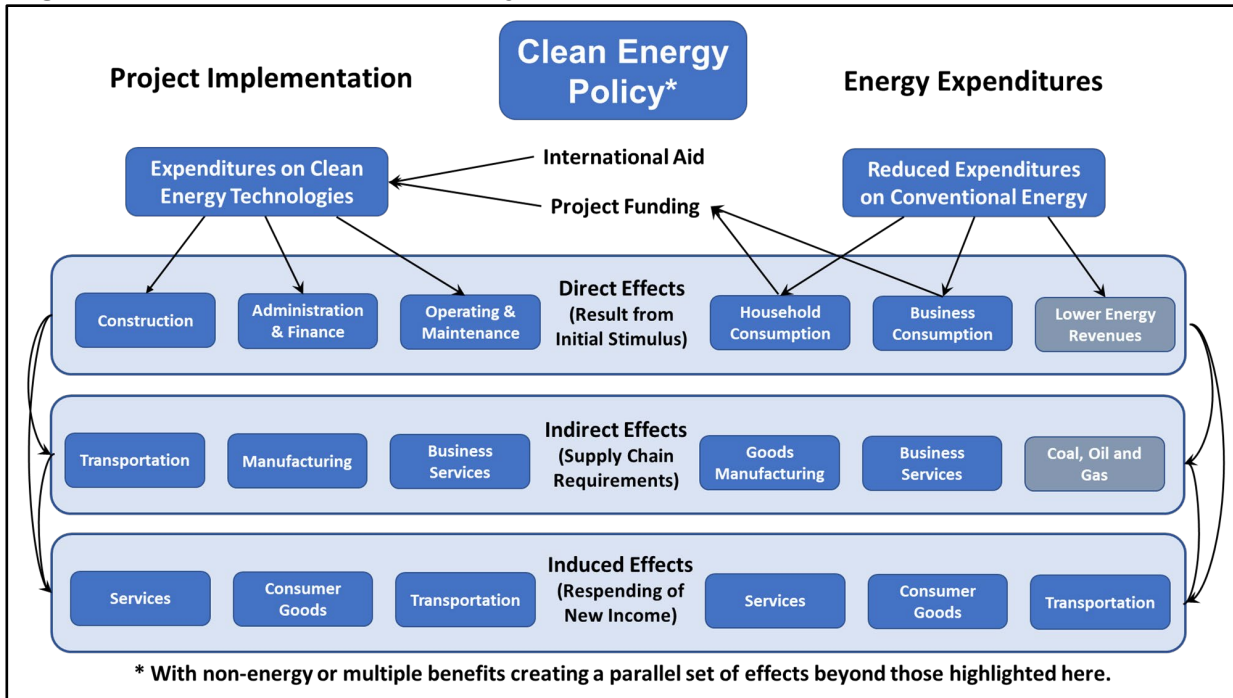 Clean Energy
Policy*
Project Implementation
Energy Expenditures
Expenditures on Clean
Energy Technologies
International Aid
Project Funding
Reduced Expenditures
on Conventional Energy
Direct Effects
(Result from
Initial Stimulus)
Construction
Administration
& Finance
Operating &
Maintenance
Household
Consumption
Business
Consumption
Lower Energy
Revenues
Indirect Effects
(Supply Chain
Requirements)
Transportation
Manufacturing
Business
Services
Goods
Manufacturing
Business
Services
Coal, Oil and
Gas
Induced Effects
(Respending of
New Income)
Services
Consumer
Goods
Transportation
Services
Consumer
Goods
Transportation
* With non-energy or multiple benefits creating a parallel set of effects beyond those highlighted here.